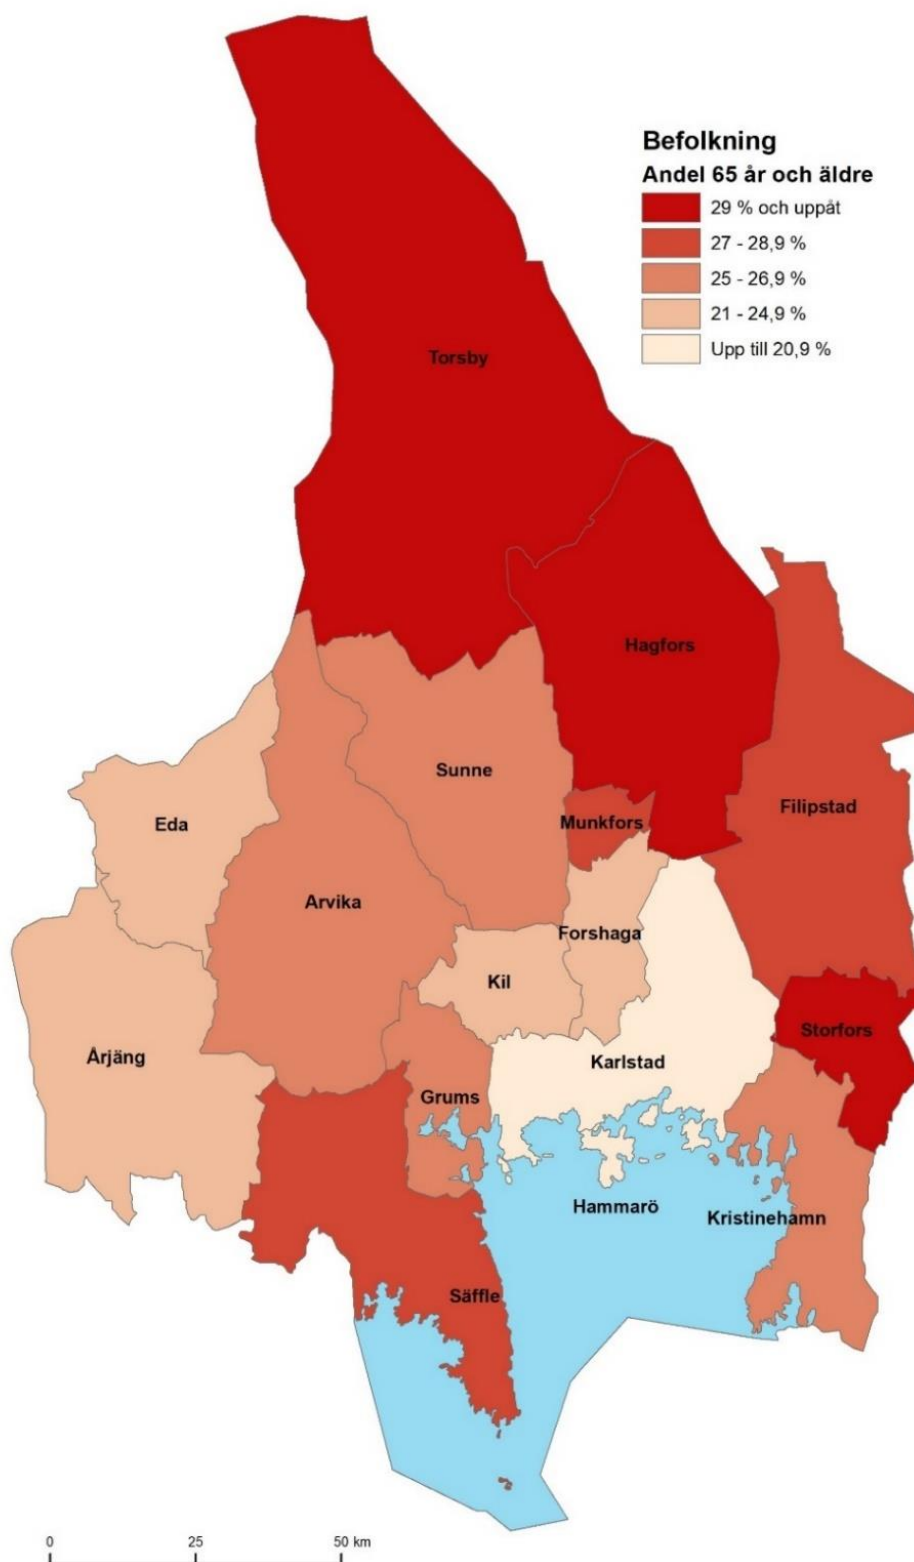 Befolkning
Andel 65 år och äldre
29 % och uppåt
27 - 28,9 %
25 - 26,9 %
21 - 24,9 %
Upp till 20,9 %
Torsby
Hagfors
Sunne
Filipstad
Munkfors
Eda
Arvika
Forshaga
Kil
Storfors
Årjäng
Karlstad
Grums
Hammarö
Kristinehamn
Säffle
0 25 50 km